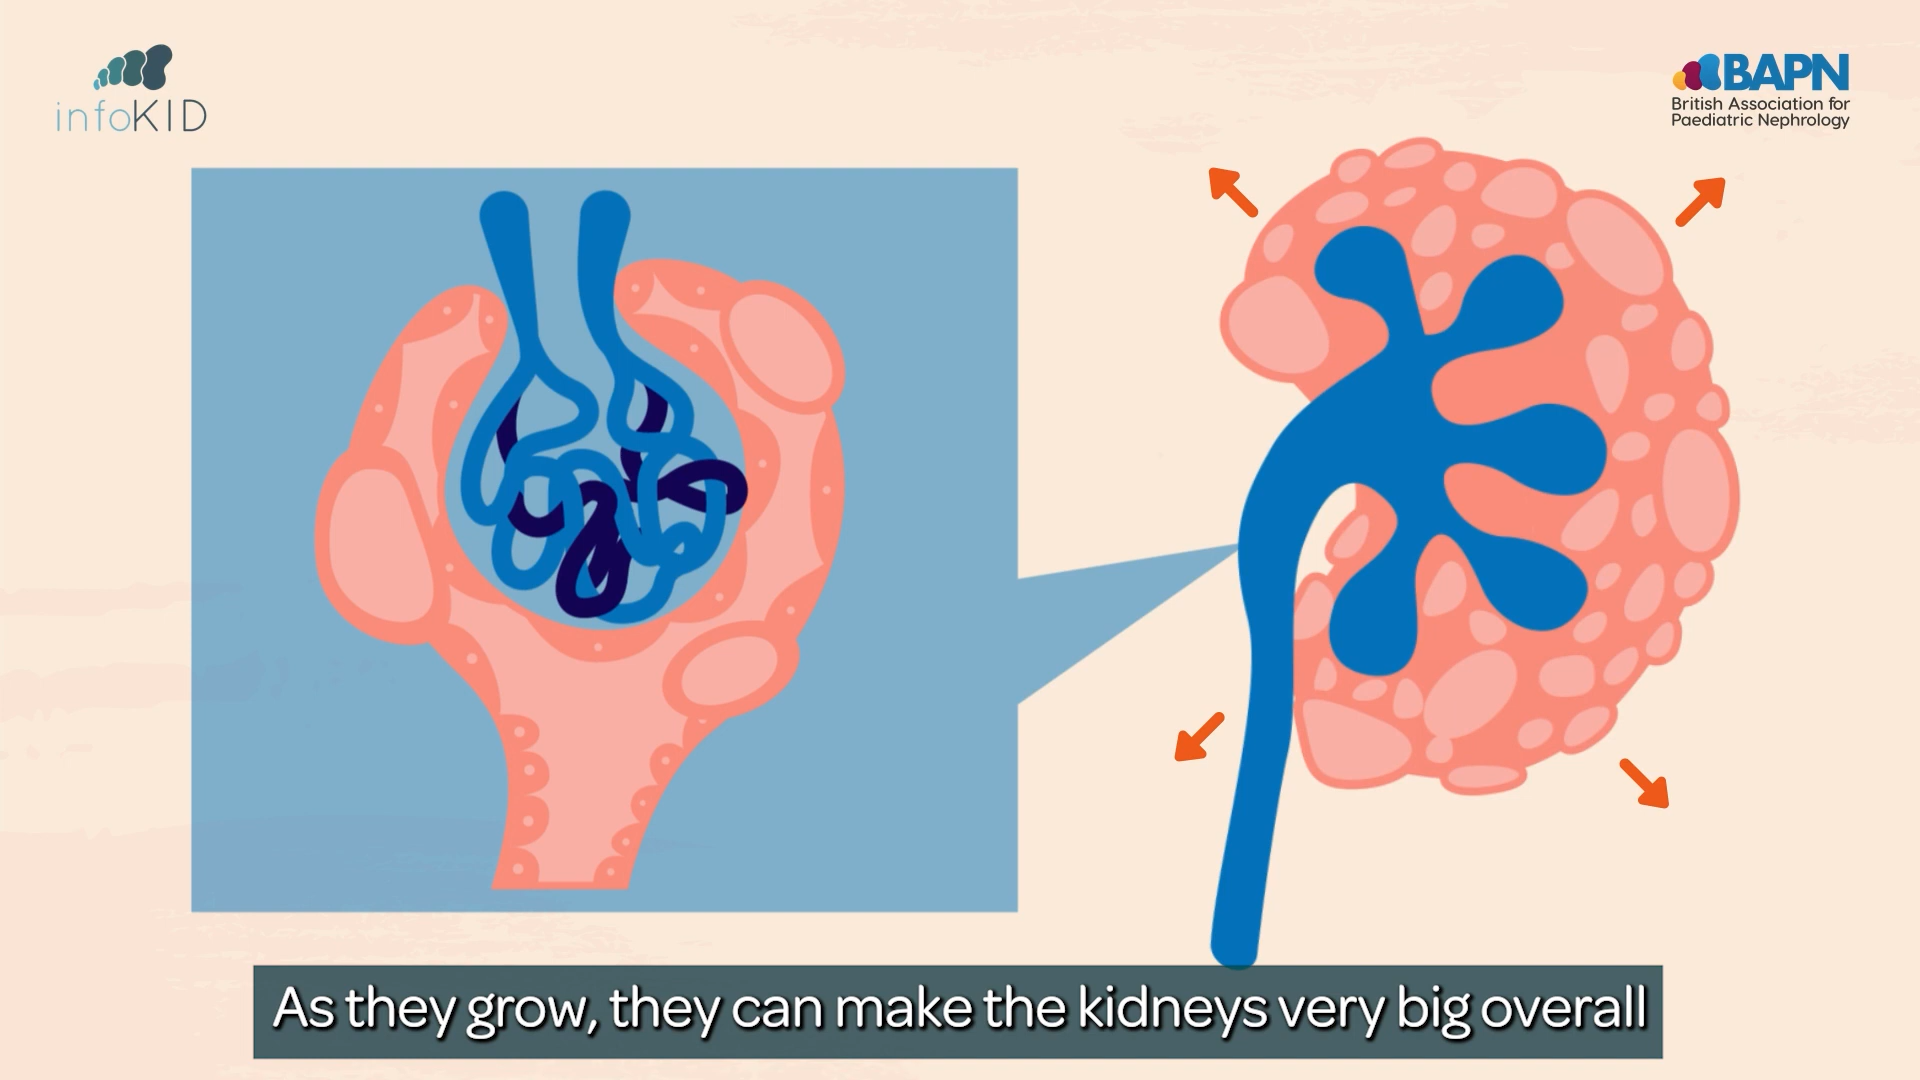 infoKID
BAPN
British Association for
Paediatric Nephrology
As they grow, they can make the kidneys very big overall